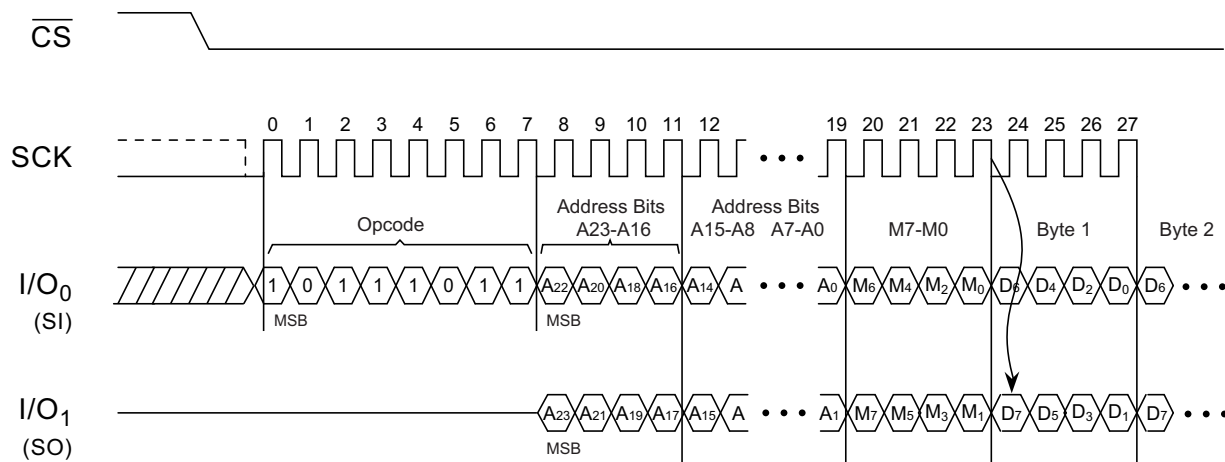 CS
0 1 2 3 4 5 6 7 8 9 10 11 12 19 20 21 22 23 24 25 26 27
SCK • • •
Address Bits Address Bits
Opcode A23-A16 A15-A8 A7-A0 M7-M0 Byte 1 Byte 2
I/O0 1 0 1 1 1 0 1 1 A22 A20 A18 A16 A14 A • • • A0 M6 M4 M2 M0 D6 D4 D2 D0 D6 • • •
(SI) MSB MSB
I/O1 A23 A21 A19 A17 A15 A • • • A1 M7 M5 M3 M1 D7 D5 D3 D1 D7 • • •
(SO) MSB